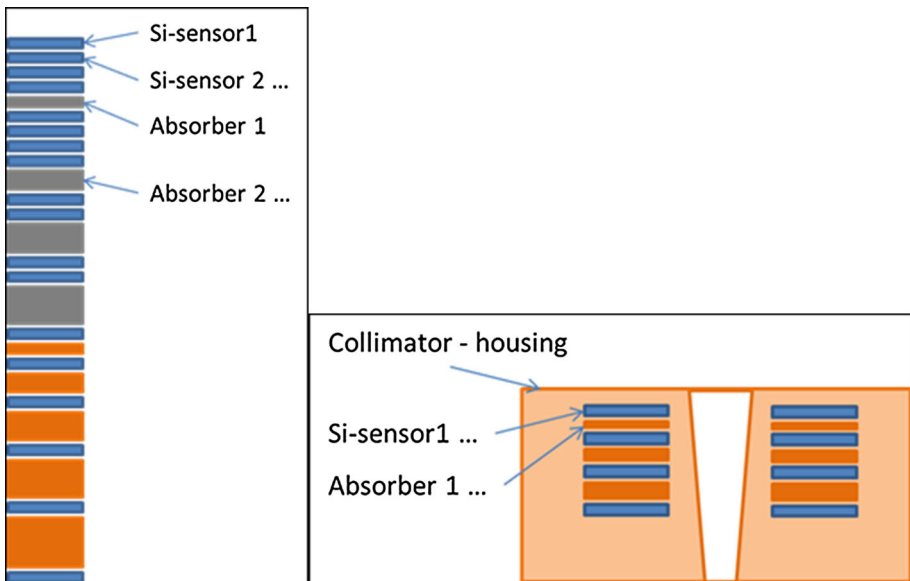 Si-sensor1
Si-sensor 2 ...
Absorber 1
Absorber 2 ...
Collimator - housing
Si-sensor1 ...
Absorber 1 ...